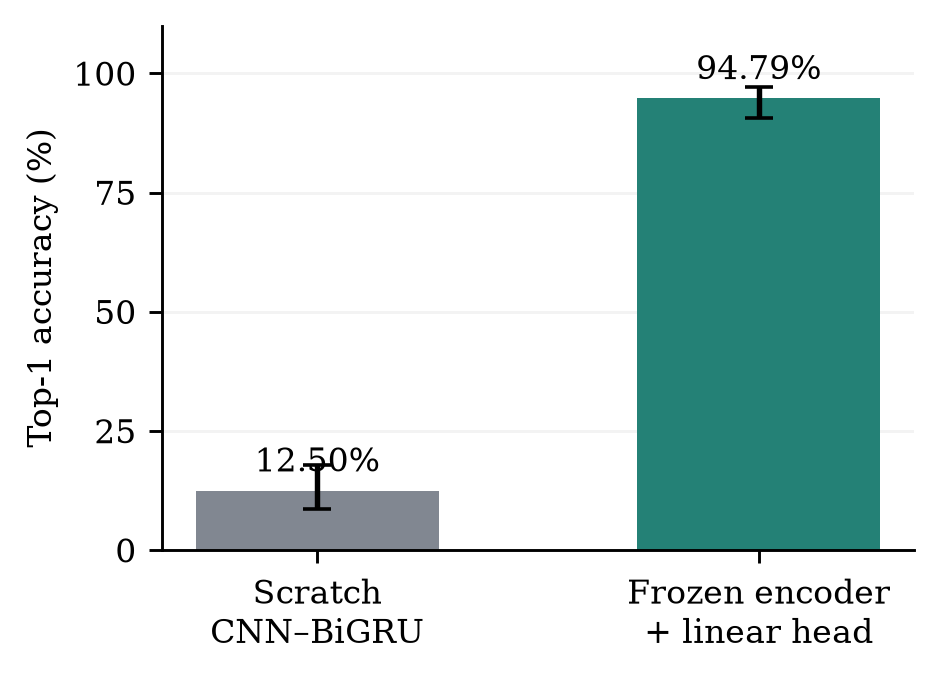 Top-1 accuracy (%)
100
75
50
25
0
12.50%
94.79%
Scratch
CNN–BiGRU
Frozen encoder
+ linear head